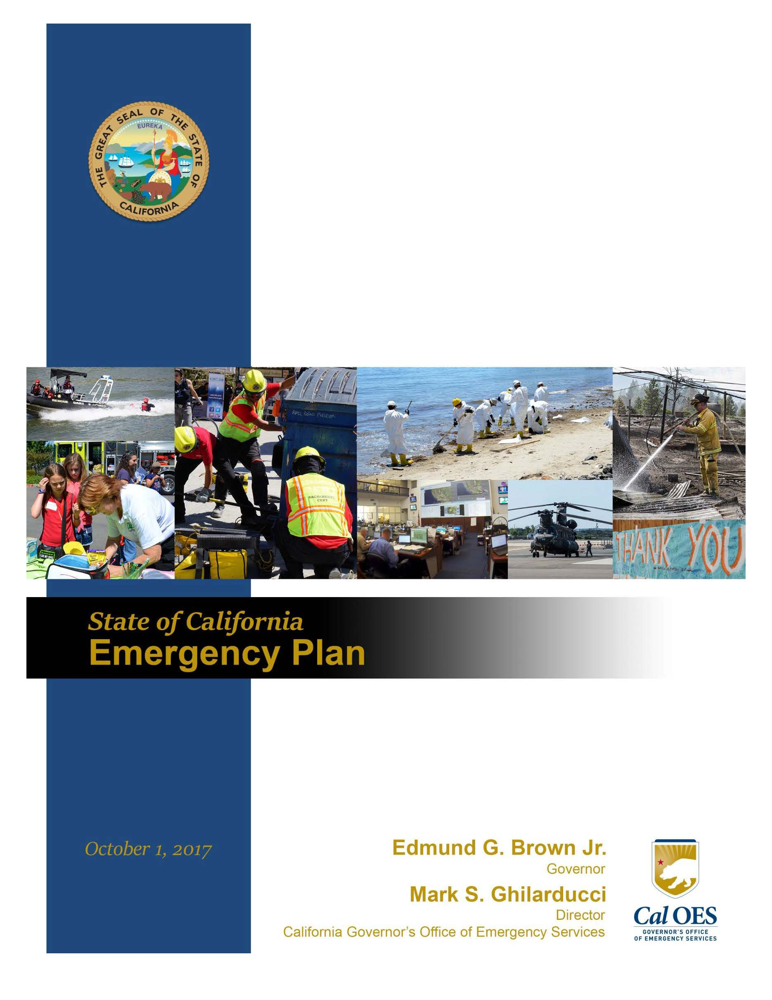 THE GREAT SEAL OF THE STATE OF CALIFORNIA
EUREKA
RESCUE DART
RAIL ROAD MUSEUM
SACRAMENTO
CERT
THANK YOU
State of California
Emergency Plan
October 1, 2017
Edmund G. Brown Jr.
Governor
Mark S. Ghilarducci
Director
California Governor's Office of Emergency Services
Cal OES
GOVERNOR'S OFFICE
OF EMERGENCY SERVICES